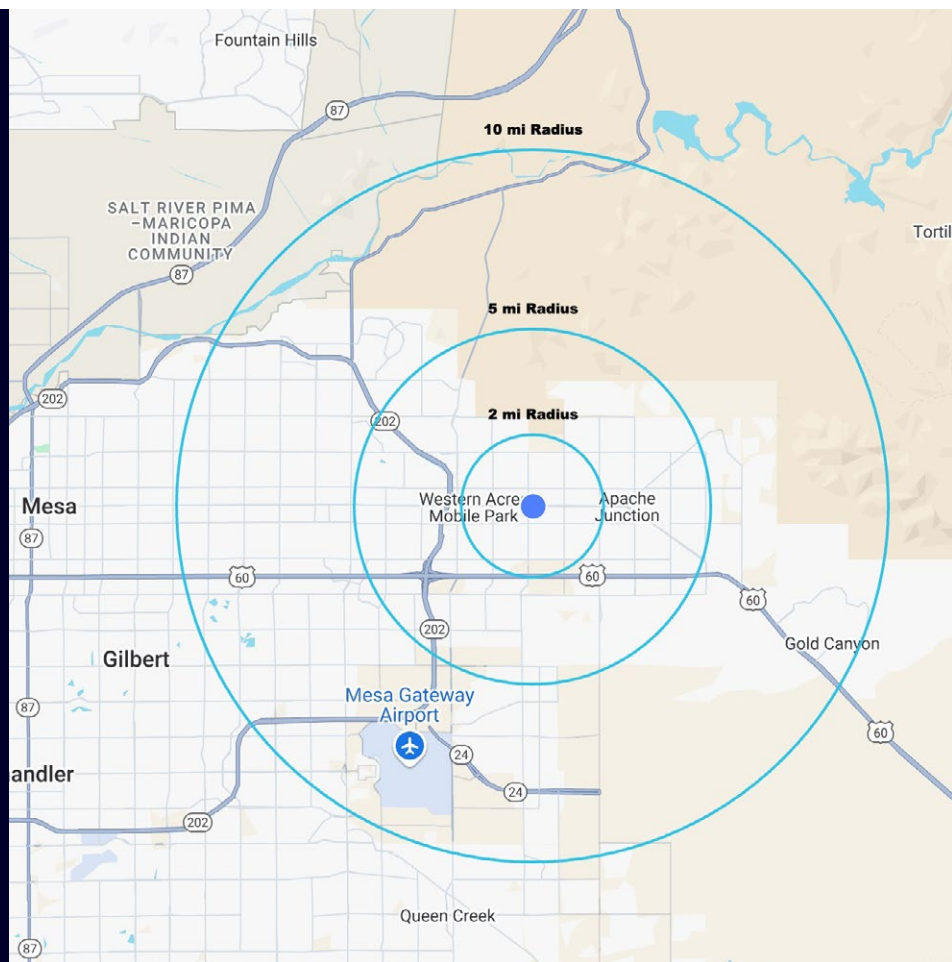 Fountain Hills
87
10 mi Radius
SALT RIVER PIMA
–MARICOPA
INDIAN
COMMUNITY
87
Tortil
5 mi Radius
202
2 mi Radius
202
Mesa
Western Acre
Mobile Park
Apache
Junction
87
60
60
60
202
Gilbert
Gold Canyon
Mesa Gateway
Airport
87
60
24
andler
24
202
Queen Creek
87